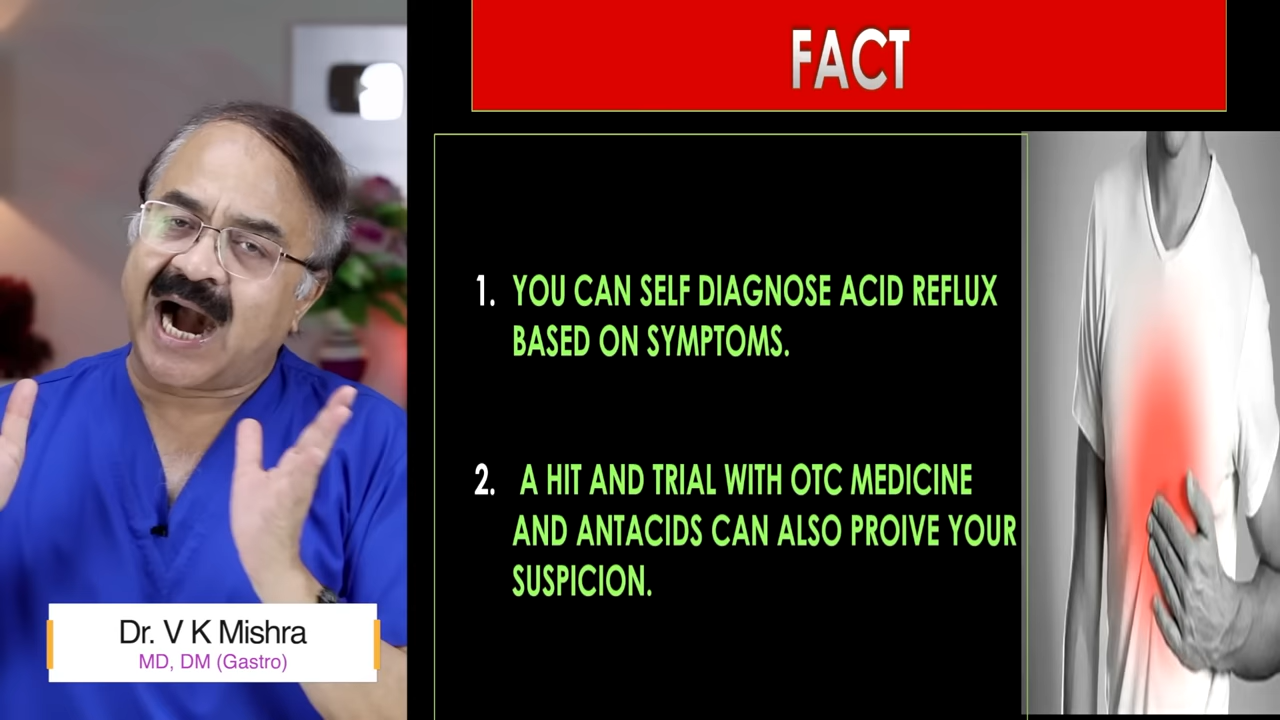 FACT
1. YOU CAN SELF DIAGNOSE ACID REFLUX
BASED ON SYMPTOMS.
2. A HIT AND TRIAL WITH OTC MEDICINE
AND ANTACIDS CAN ALSO PROIVE YOUR
SUSPICION.
Dr. V K Mishra
MD, DM (Gastro)